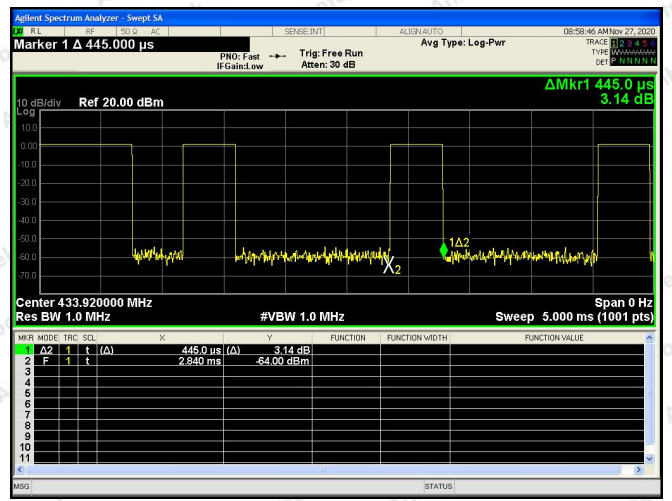 Agilent Spectrum Analyzer - Swept SA
RL RF 50 Ω AC SENSE:INT ALIGNAUTO 08:58:46 AM Nov 27, 2020
Marker 1 Δ 445.000 µs
PNO: Fast
IFGain:Low
Trig: Free Run
Atten: 30 dB
Avg Type: Log-Pwr
TRACE 1 2 3 4 5 6
TYPE
DET P N N N N N
ΔMkr1 445.0 µs
3.14 dB
10 dB/div Ref 20.00 dBm
Log
10.0
0.00
-10.0
-20.0
-30.0
-40.0
-50.0
-60.0
-70.0
1Δ2
2
Center 433.920000 MHz Span 0 Hz
Res BW 1.0 MHz #VBW 1.0 MHz Sweep 5.000 ms (1001 pts)
MKR MODE TRC SCL X Y FUNCTION FUNCTION WIDTH FUNCTION VALUE
1 Δ2 1 t (Δ) 445.0 µs (Δ) 3.14 dB
2 F 1 t 2.840 ms -64.00 dBm
3
4
5
6
7
8
9
10
11
MSG STATUS